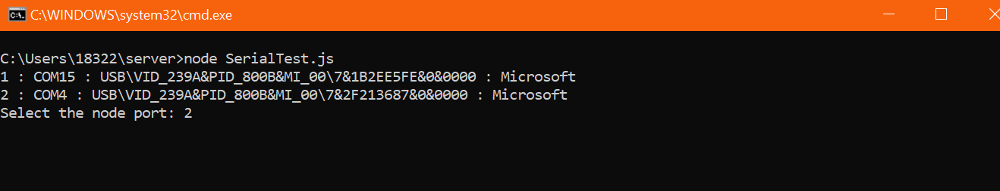 C:\WINDOWS\system32\cmd.exe
C:\Users\18322\server>node SerialTest.js
1 : COM15 : USB\VID_239A&PID_800B&MI_00\7&1B2EE5FE&0&0000 : Microsoft
2 : COM4 : USB\VID_239A&PID_800B&MI_00\7&2F213687&0&0000 : Microsoft
Select the node port: 2